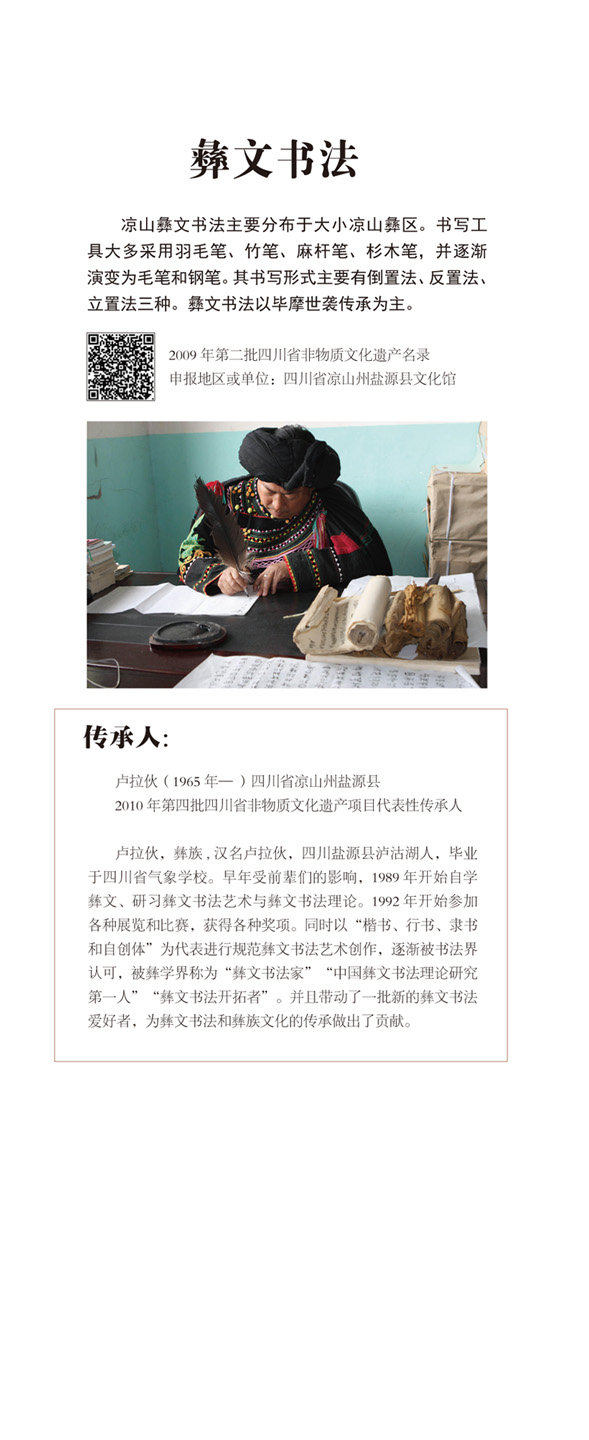 彝文书法
凉山彝文书法主要分布于大小凉山彝区。书写工
具大多采用羽毛笔、竹笔、麻杆笔、杉木笔，并逐渐
演变为毛笔和钢笔。其书写形式主要有倒置法、反置法、
立置法三种。彝文书法以毕摩世袭传承为主。
2009 年第二批四川省非物质文化遗产名录
申报地区或单位：四川省凉山州盐源县文化馆
传承人：
卢拉伙（1965 年— ）四川省凉山州盐源县
2010 年第四批四川省非物质文化遗产项目代表性传承人
卢拉伙，彝族 , 汉名卢拉伙，四川盐源县泸沽湖人，毕业
于四川省气象学校。早年受前辈们的影响，1989 年开始自学
彝文、研习彝文书法艺术与彝文书法理论。1992 年开始参加
各种展览和比赛，获得各种奖项。同时以“楷书、行书、隶书
和自创体”为代表进行规范彝文书法艺术创作，逐渐被书法界
认可，被彝学界称为“彝文书法家”“中国彝文书法理论研究
第一人”“彝文书法开拓者”。并且带动了一批新的彝文书法
爱好者，为彝文书法和彝族文化的传承做出了贡献。